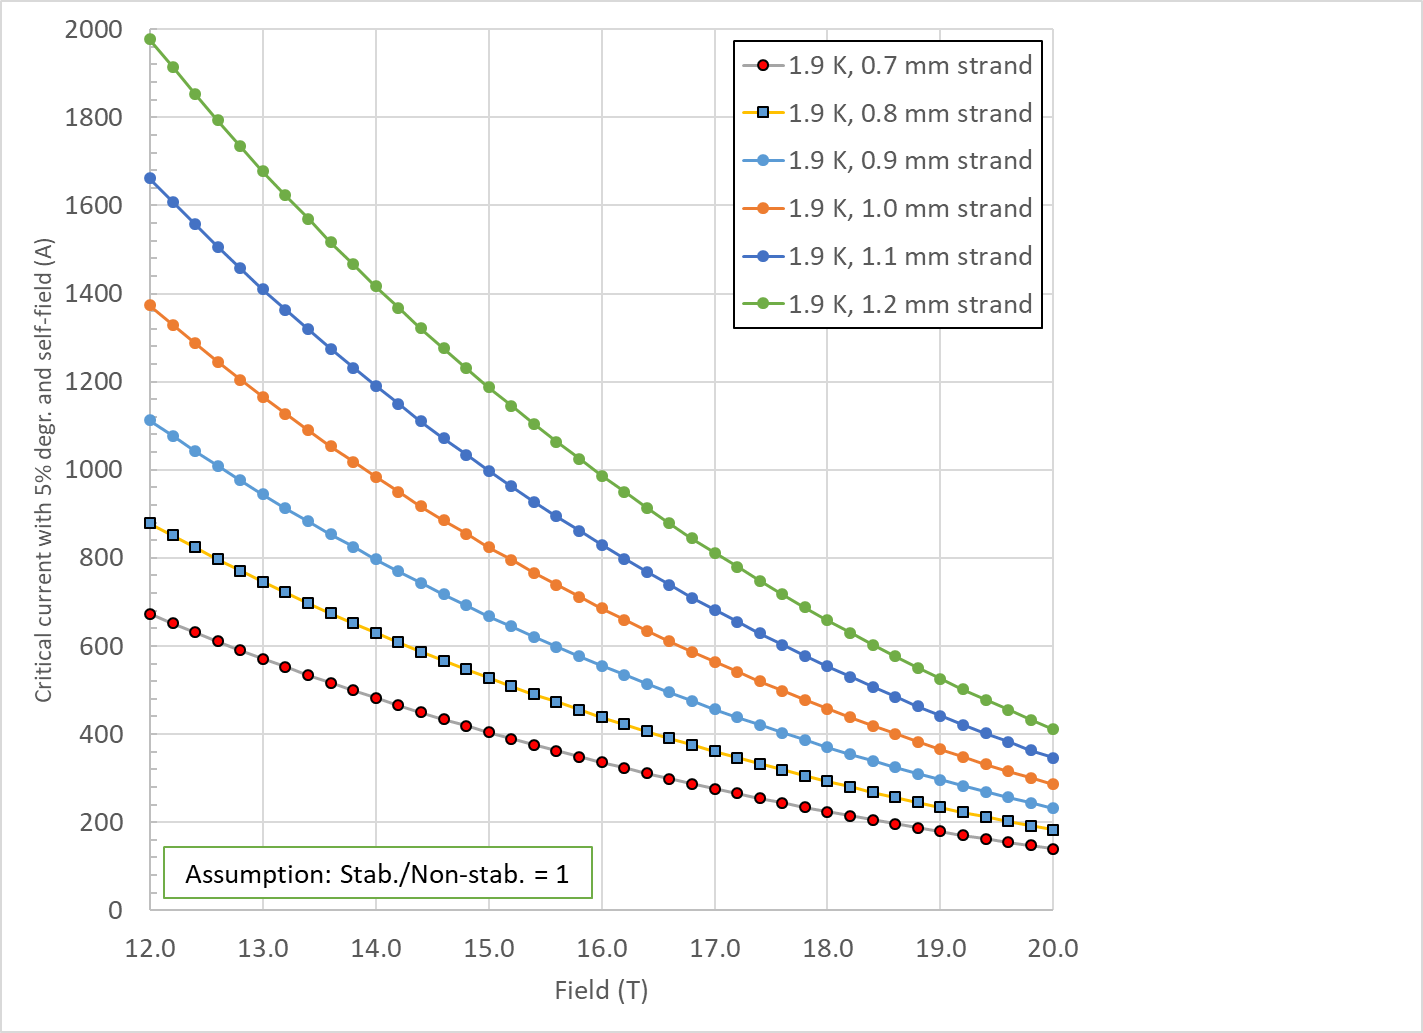 2000
1800
1600
1400
1200
1000
800
600
400
200
0
Critical current with 5% degr. and self-field (A)
1.9 K, 0.7 mm strand
1.9 K, 0.8 mm strand
1.9 K, 0.9 mm strand
1.9 K, 1.0 mm strand
1.9 K, 1.1 mm strand
1.9 K, 1.2 mm strand
Assumption: Stab./Non-stab. = 1
12.0 13.0 14.0 15.0 16.0 17.0 18.0 19.0 20.0
Field (T)